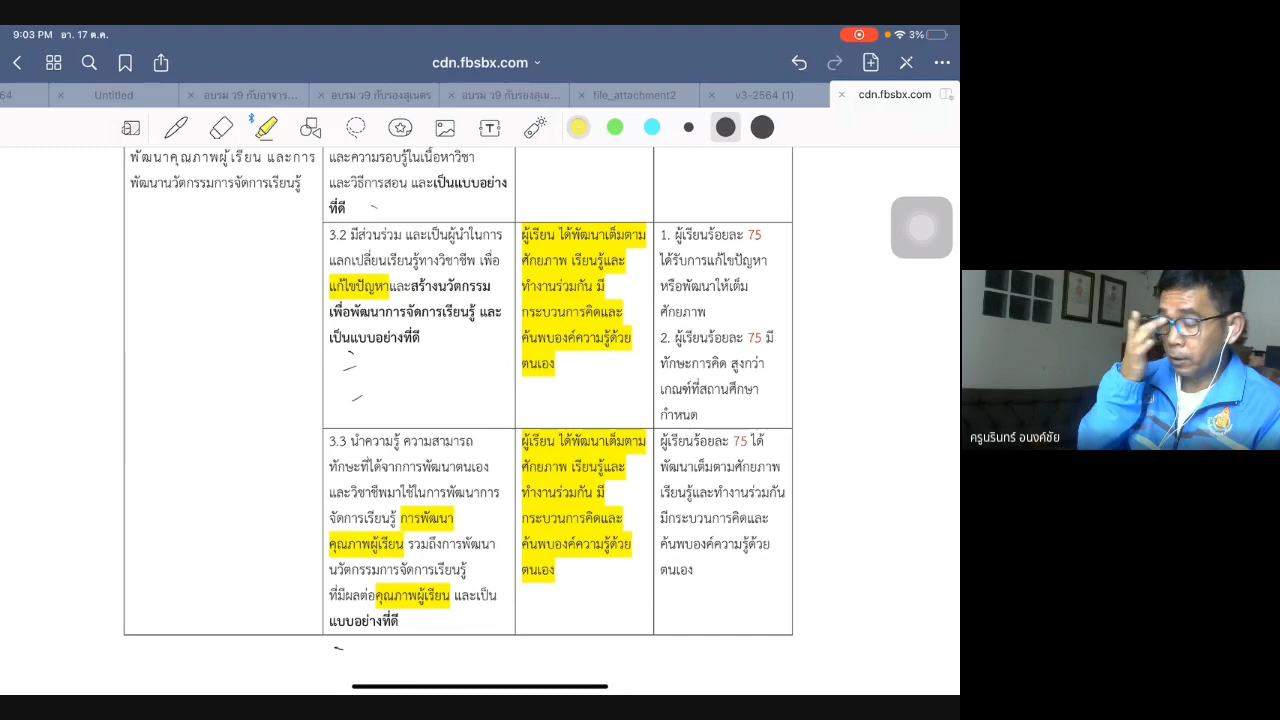 9:03 PM อา. 17 ต.ค.
3%
cdn.fbsbx.com
64
Untitled
อบรม ว9 กับอาจาร...
อบรม ว9 กับรองสุเนตร
อบรม ว9 กับรองสุเน...
file_attachment2
v3-2564 (1)
cdn.fbsbx.com
พัฒนาคุณภาพผู้เรียน และการ
พัฒนานวัตกรรมการจัดการเรียนรู้
และความรอบรู้ในเนื้อหาวิชา
และวิธีการสอน และเป็นแบบอย่าง
ที่ดี
3.2 มีส่วนร่วม และเป็นผู้นำในการ
แลกเปลี่ยนเรียนรู้ทางวิชาชีพ เพื่อ
แก้ไขปัญหาและสร้างนวัตกรรม
เพื่อพัฒนาการจัดการเรียนรู้ และ
เป็นแบบอย่างที่ดี
ผู้เรียน ได้พัฒนาเต็มตาม
ศักยภาพ เรียนรู้และ
ทำงานร่วมกัน มี
กระบวนการคิดและ
ค้นพบองค์ความรู้ด้วย
ตนเอง
1. ผู้เรียนร้อยละ 75
ได้รับการแก้ไขปัญหา
หรือพัฒนาให้เต็ม
ศักยภาพ
2. ผู้เรียนร้อยละ 75 มี
ทักษะการคิด สูงกว่า
เกณฑ์ที่สถานศึกษา
กำหนด
3.3 นำความรู้ ความสามารถ
ทักษะที่ได้จากการพัฒนาตนเอง
และวิชาชีพมาใช้ในการพัฒนาการ
จัดการเรียนรู้ การพัฒนา
คุณภาพผู้เรียน รวมถึงการพัฒนา
นวัตกรรมการจัดการเรียนรู้
ที่มีผลต่อคุณภาพผู้เรียน และเป็น
แบบอย่างที่ดี
ผู้เรียน ได้พัฒนาเต็มตาม
ศักยภาพ เรียนรู้และ
ทำงานร่วมกัน มี
กระบวนการคิดและ
ค้นพบองค์ความรู้ด้วย
ตนเอง
ผู้เรียนร้อยละ 75 ได้
พัฒนาเต็มตามศักยภาพ
เรียนรู้และทำงานร่วมกัน
มีกระบวนการคิดและ
ค้นพบองค์ความรู้ด้วย
ตนเอง
ครูนรินทร์ อนงค์ชัย